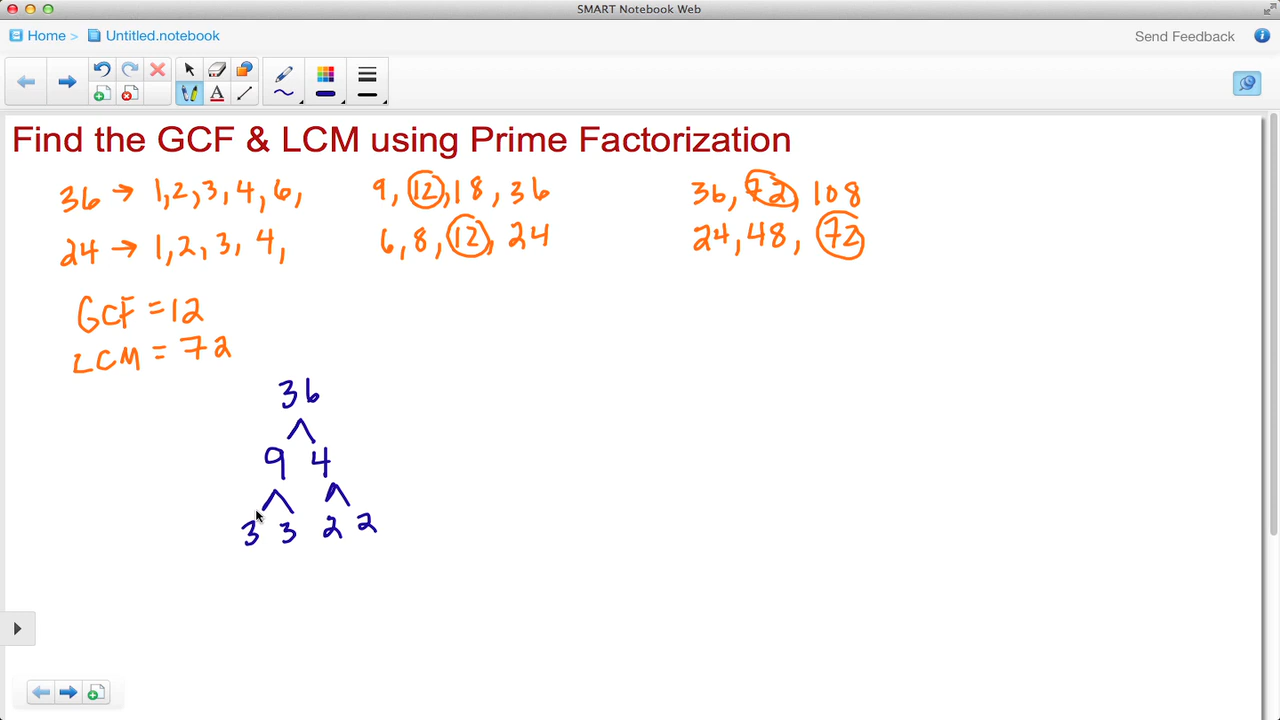 SMART Notebook Web
Home > Untitled.notebook Send Feedback
Find the GCF & LCM using Prime Factorization
36 → 1, 2, 3, 4, 6, 9, 12, 18, 36 36, 72, 108
24 → 1, 2, 3, 4, 6, 8, 12, 24 24, 48, 72
GCF = 12
LCM = 72
36
9 4
3 3 2 2